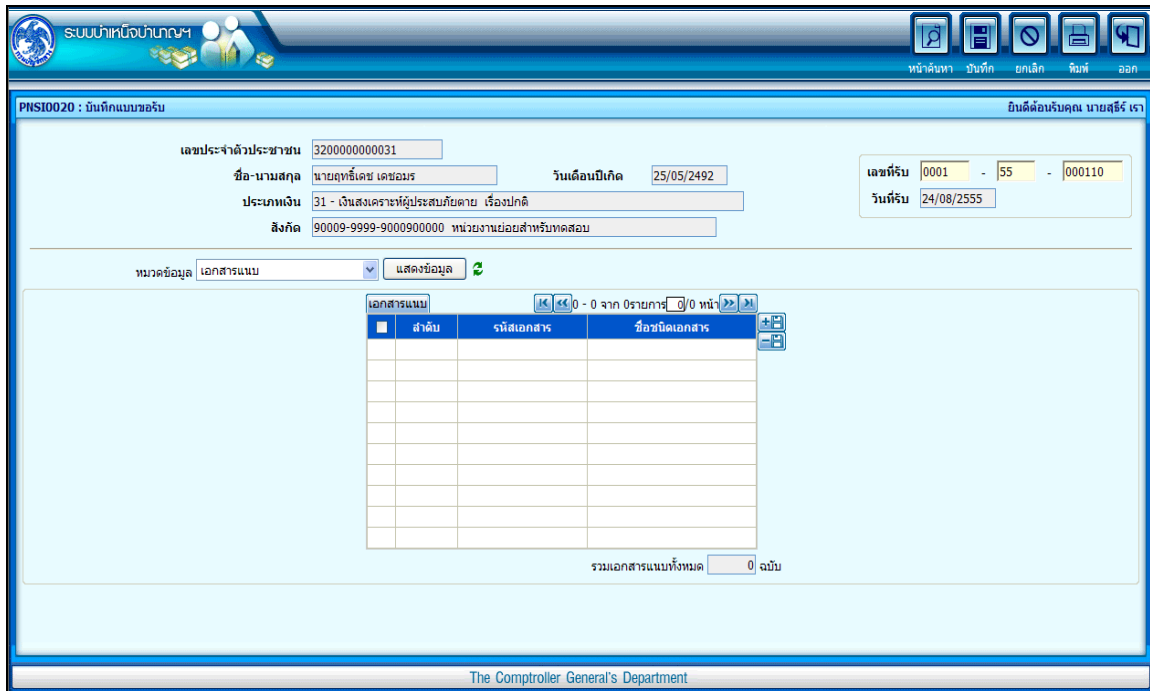 ระบบบำเหน็จบำนาญฯ
หน้าค้นหา บันทึก ยกเลิก พิมพ์ ออก
PNSI0020 : บันทึกแบบขอรับ ยินดีต้อนรับคุณ นายสุธีร์ เรา
เลขประจำตัวประชาชน 3200000000031
ชื่อ-นามสกุล นายฤทธิ์เดช เดชอมร วันเดือนปีเกิด 25/05/2492 เลขที่รับ 0001 - 55 - 000110
ประเภทเงิน 31 - เงินสงเคราะห์ผู้ประสบภัยตาย เรื่องปกติ วันที่รับ 24/08/2555
สังกัด 90009-9999-9000900000 หน่วยงานย่อยสำหรับทดสอบ
หมวดข้อมูล เอกสารแนบ แสดงข้อมูล
เอกสารแนบ 0 - 0 จาก 0รายการ 0/0 หน้า
ลำดับ รหัสเอกสาร ชื่อชนิดเอกสาร
รวมเอกสารแนบทั้งหมด 0 ฉบับ
The Comptroller General's Department